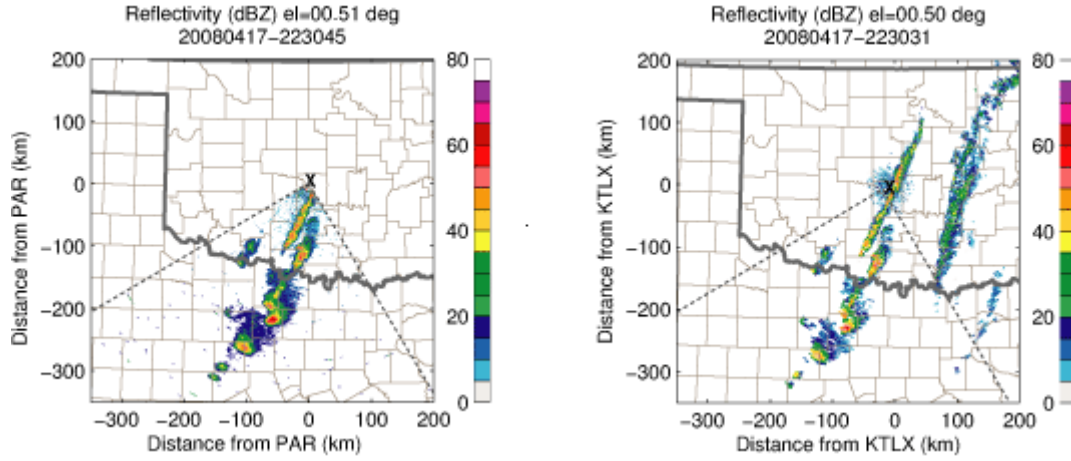 Reflectivity (dBZ) el=00.51 deg
20080417-223045
200
100
0
−100
−200
−300
Distance from PAR (km)
X
80
60
40
20
0
−300 −200 −100 0 100 200
Distance from PAR (km)
Reflectivity (dBZ) el=00.50 deg
20080417-223031
200
100
0
−100
−200
−300
Distance from KTLX (km)
X
80
60
40
20
0
−300 −200 −100 0 100 200
Distance from KTLX (km)